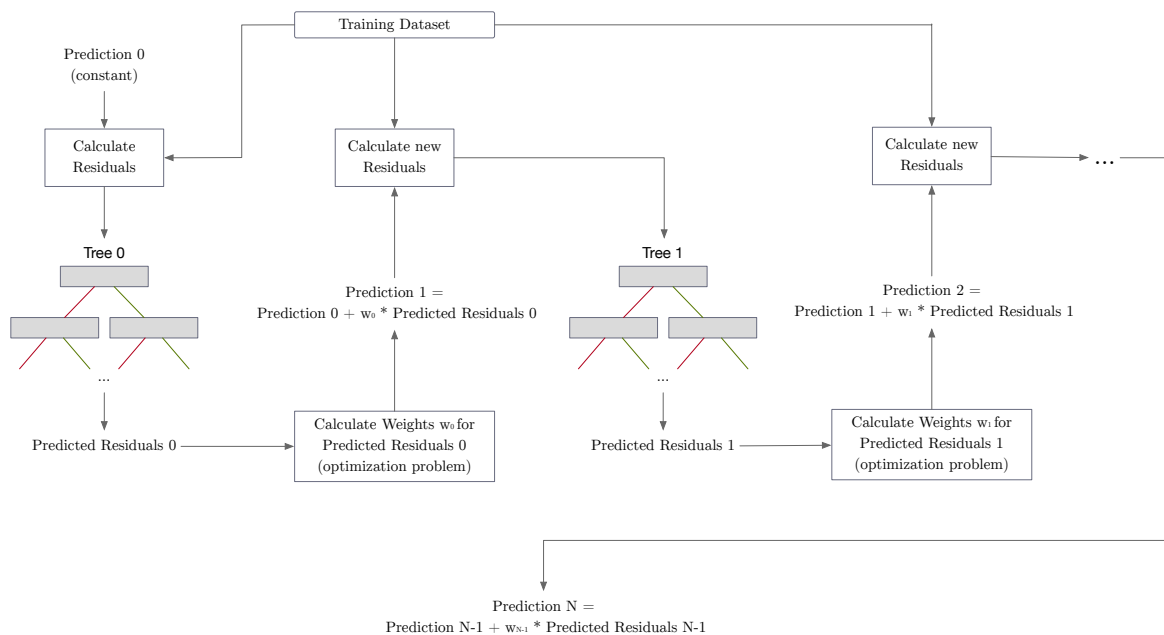 Training Dataset
Prediction 0
(constant)
Calculate
Residuals
Calculate new
Residuals
Calculate new
Residuals
...
Tree 0
Tree 1
Prediction 1 =
Prediction 0 + w₀ * Predicted Residuals 0
Prediction 2 =
Prediction 1 + w₁ * Predicted Residuals 1
...
...
Predicted Residuals 0
Calculate Weights w₀ for
Predicted Residuals 0
(optimization problem)
Predicted Residuals 1
Calculate Weights w₁ for
Predicted Residuals 1
(optimization problem)
Prediction N =
Prediction N-1 + wN-1 * Predicted Residuals N-1